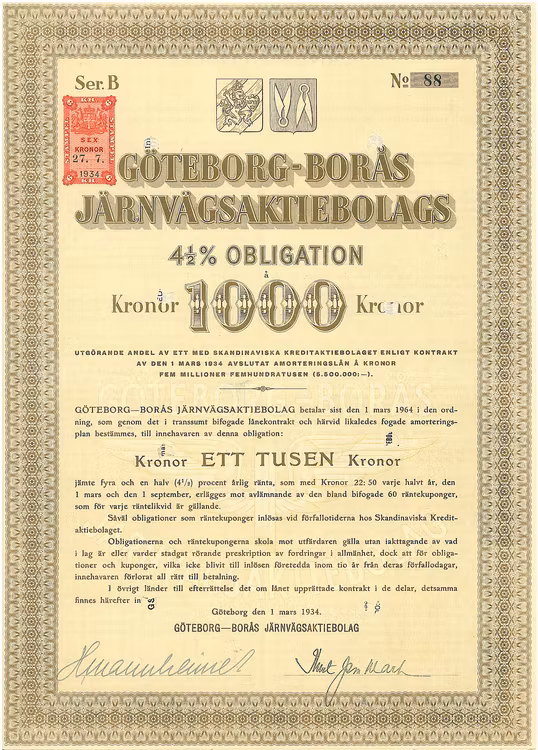 Ser. B
No 88
SEX
KRONOR
27. 7.
1934
GÖTEBORG-BORÅS
JÄRNVÄGSAKTIEBOLAGS
4½% OBLIGATION
à
Kronor 1000 Kronor
UTGÖRANDE ANDEL AV ETT MED SKANDINAVISKA KREDITAKTIEBOLAGET ENLIGT KONTRAKT
AV DEN 1 MARS 1934 AVSLUTAT AMORTERINGSLÅN Å KRONOR
FEM MILLIONER FEMHUNDRATUSEN (5.500.000:—).
GÖTEBORG—BORÅS JÄRNVÄGSAKTIEBOLAG betalar sist den 1 mars 1964 i den ord-
ning, som genom det i transsumt bifogade lånekontrakt och härvid likaledes fogade amorterings-
plan bestämmes, till innehavaren av denna obligation:
Kronor ETT TUSEN Kronor
jämte fyra och en halv (4½) procent årlig ränta, som med Kronor 22:50 varje halvt år, den
1 mars och den 1 september, erlägges mot avlämnande av den bland bifogade 60 räntekuponger,
som för varje räntelikvid är gällande.
Såväl obligationer som räntekuponger inlösas vid förfallotiderna hos Skandinaviska Kredit-
aktiebolaget.
Obligationerna och räntekupongerna skola mot utfärdaren gälla utan iakttagande av vad
i lag är eller varder stadgat rörande preskription av fordringar i allmänhet, dock att för obliga-
tioner och kuponger, vilka icke blivit till inlösen företedda inom tio år från deras förfallodagar,
innehavaren förlorat all rätt till betalning.
I övrigt länder till efterrättelse det om lånet upprättade kontrakt i de delar, detsamma
finnes härefter in
Göteborg den 1 mars 1934.
GÖTEBORG—BORÅS JÄRNVÄGSAKTIEBOLAG